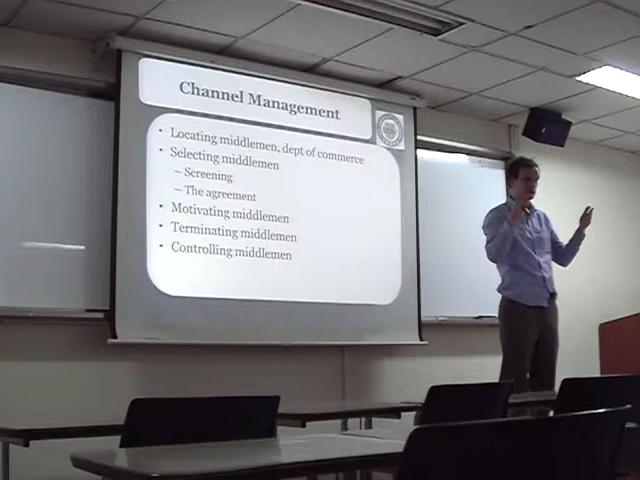 Channel Management
• Locating middlemen, dept of commerce
• Selecting middlemen
– Screening
– The agreement
• Motivating middlemen
• Terminating middlemen
• Controlling middlemen